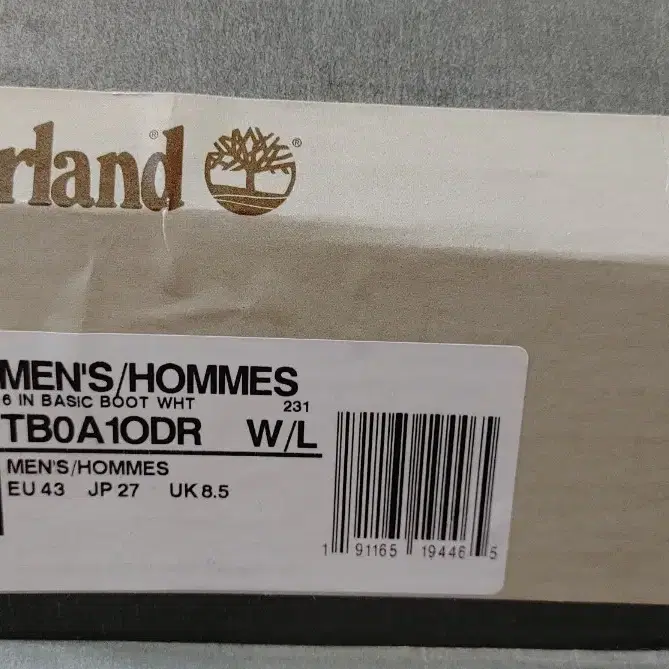 rland® ®
MEN'S/HOMMES
6 IN BASIC BOOT WHT 231
TB0A1ODR W/L
MEN'S/HOMMES
EU 43 JP 27 UK 8.5
1 91165 19446 5